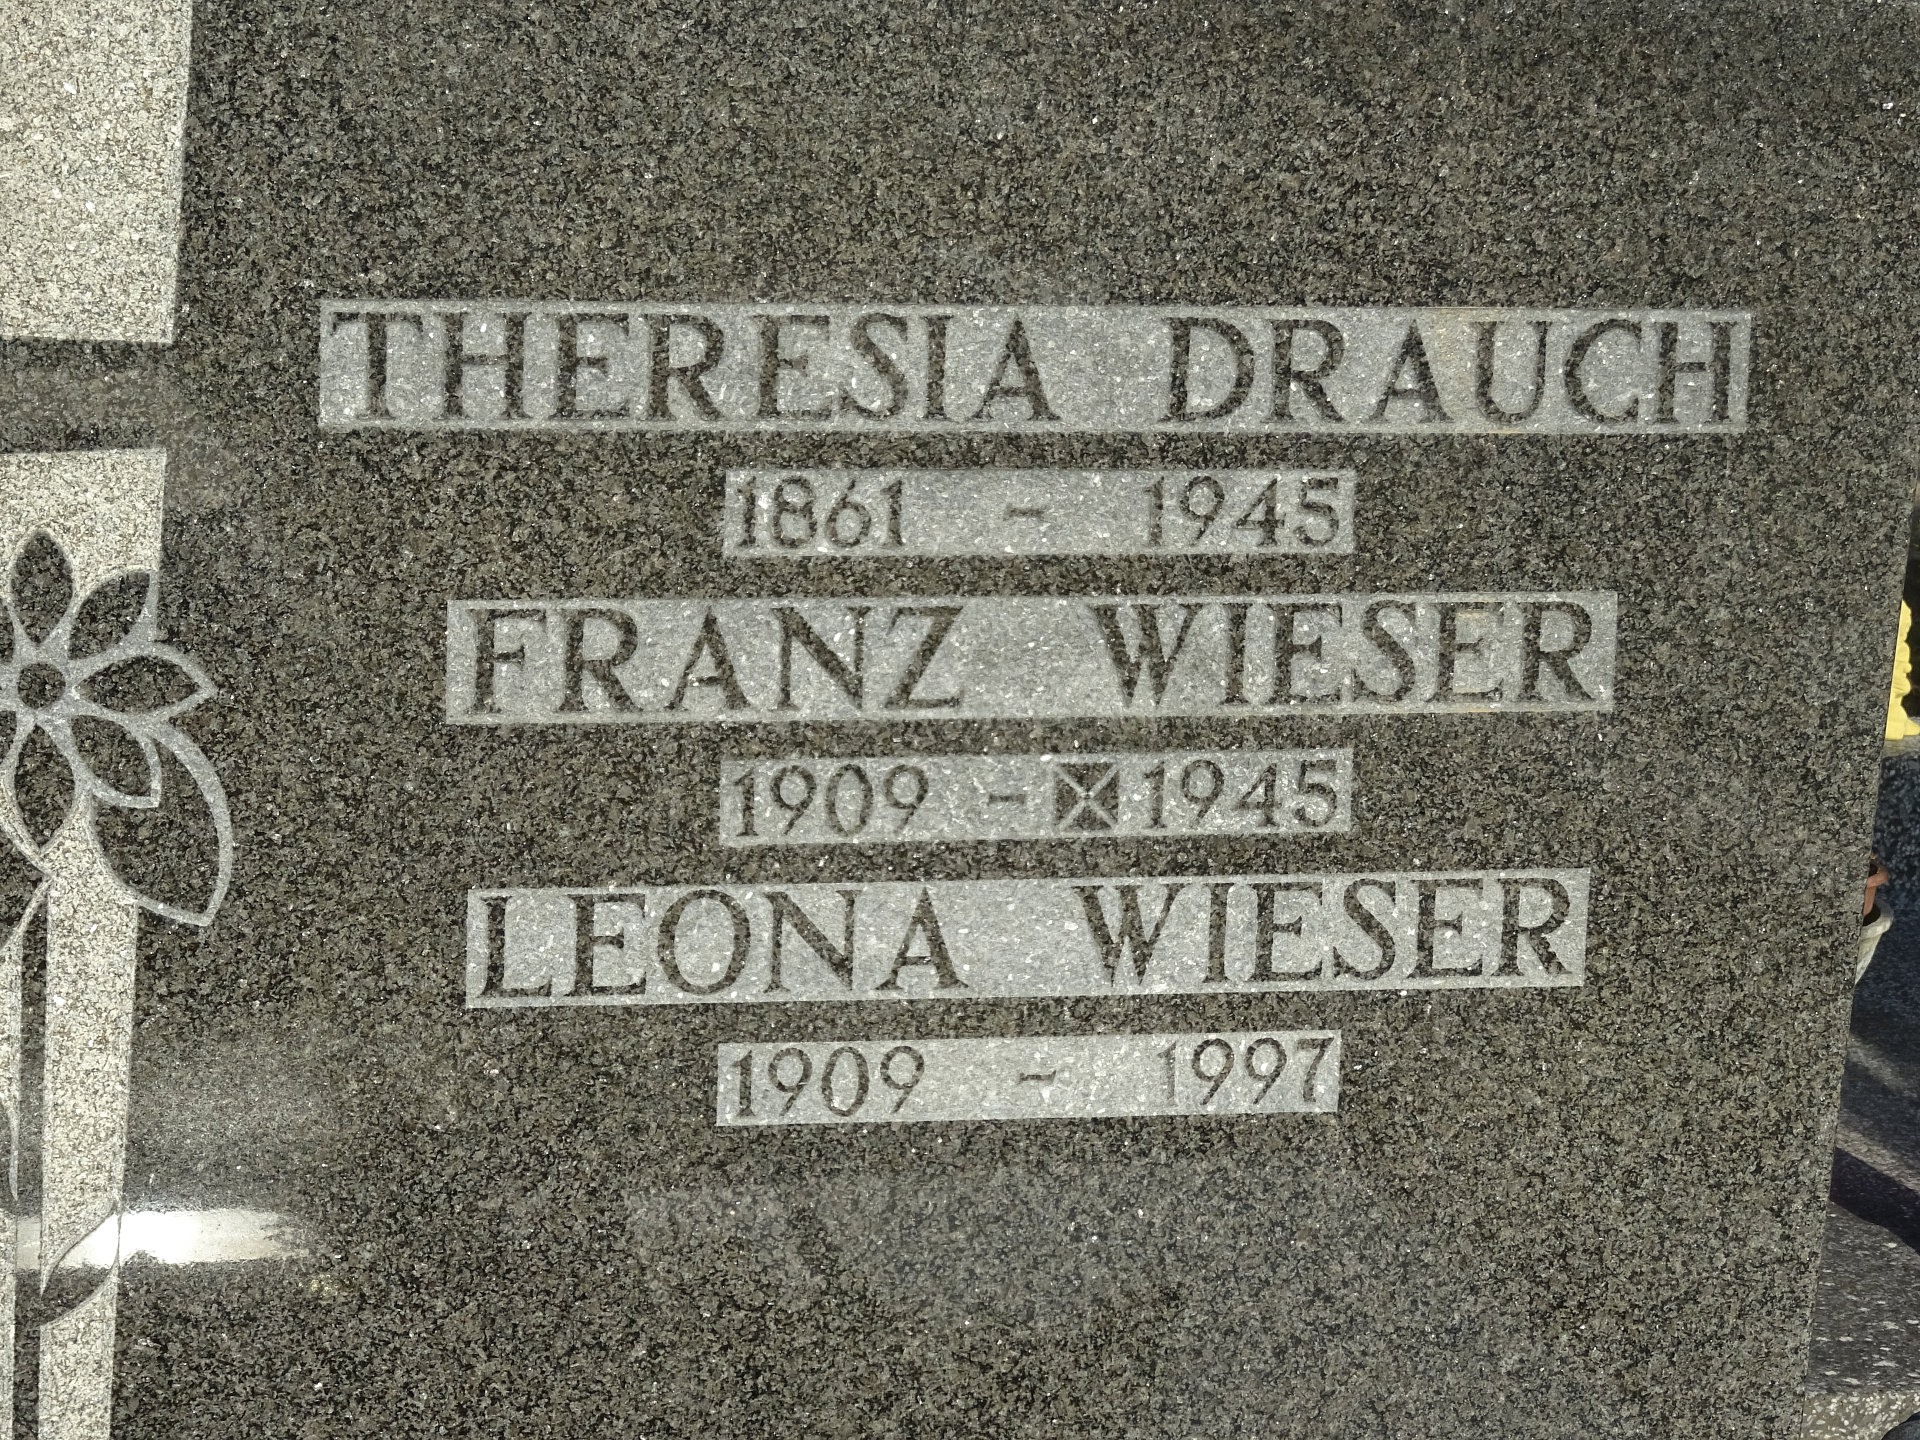 THERESIA DRAUCH
1861 - 1945
FRANZ WIESER
1909 - 1945
LEONA WIESER
1909 - 1997